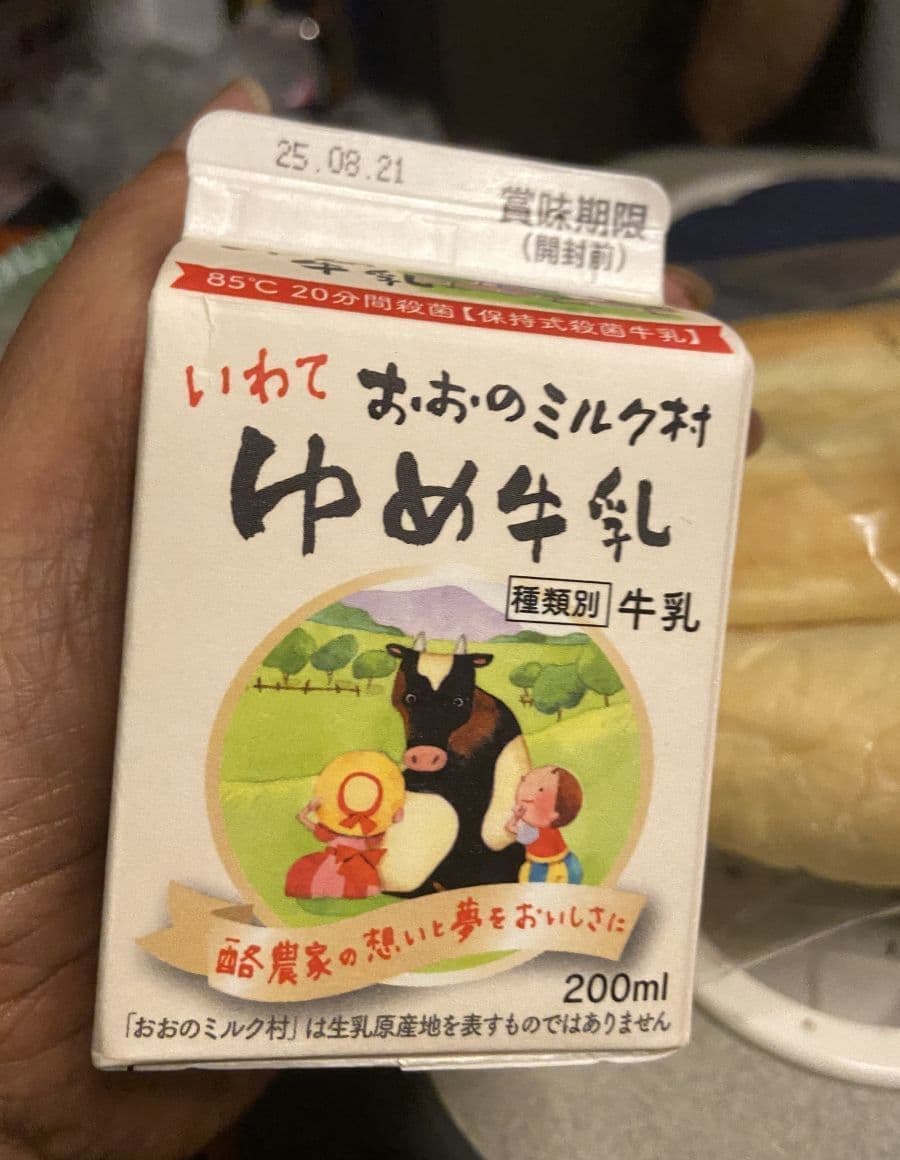 25.08.21
賞味期限
(開封前)
牛乳
85℃ 20分間殺菌【保持式殺菌牛乳】
いわて おおのミルク村
ゆめ牛乳
種類別 牛乳
酪農家の想いと夢をおいしさに
200ml
「おおのミルク村」は生乳原産地を表すものではありません